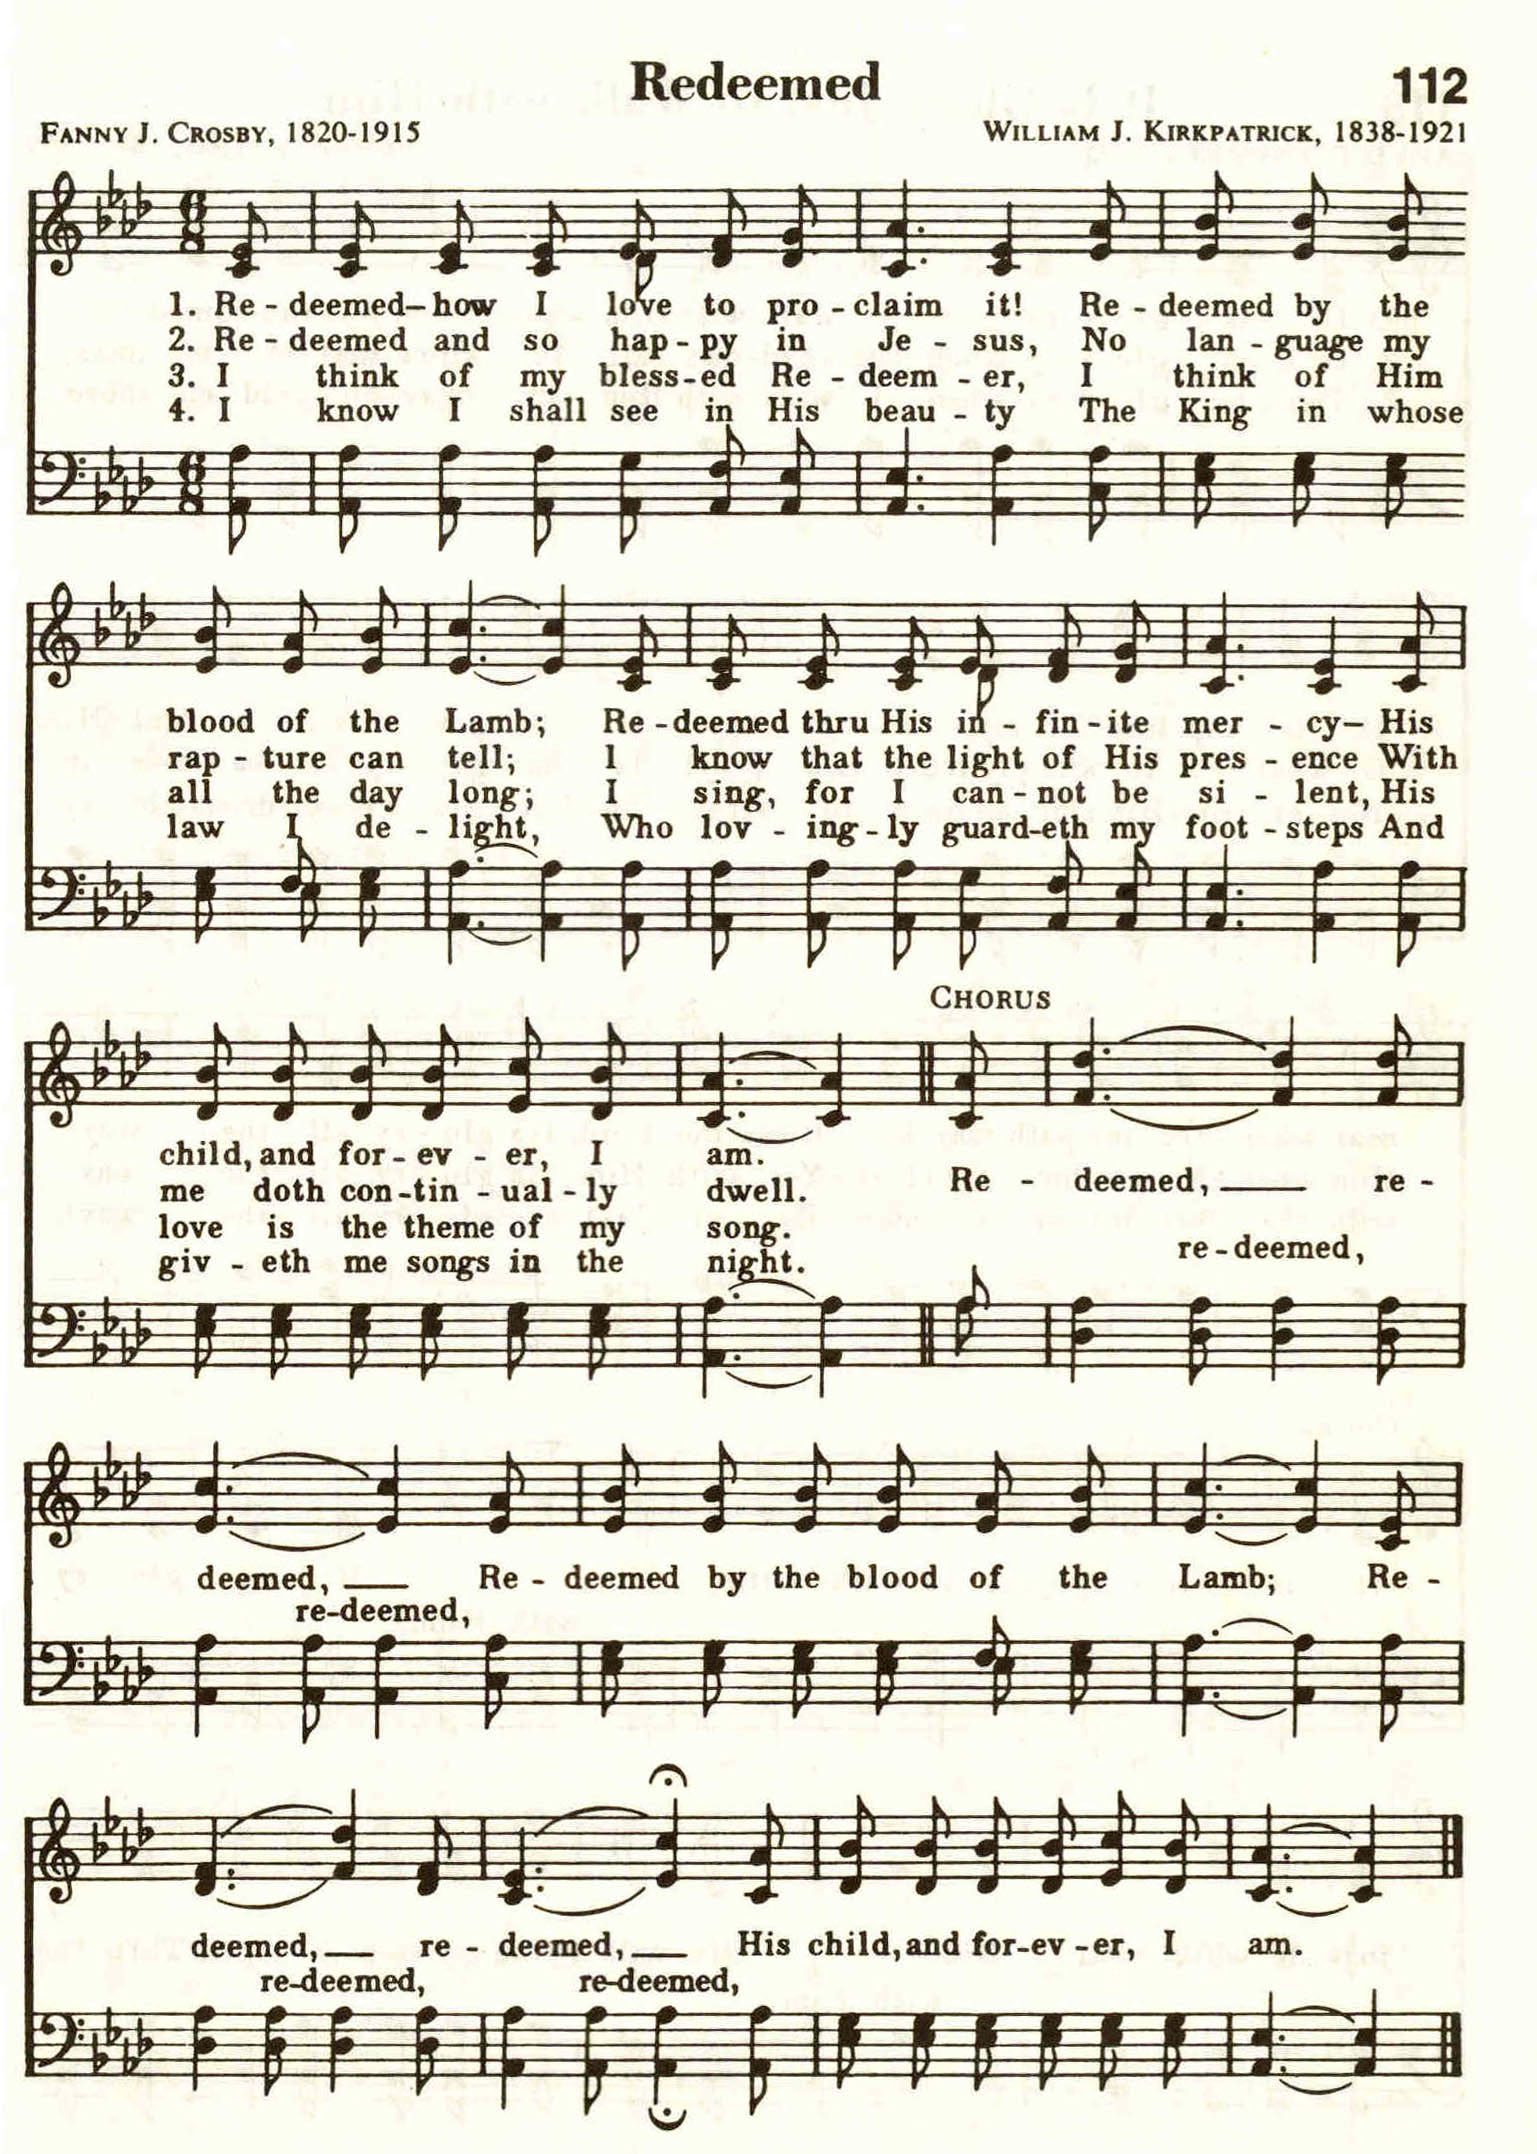 Redeemed 112
FANNY J. CROSBY, 1820-1915 WILLIAM J. KIRKPATRICK, 1838-1921
1. Re - deemed—how I love to pro - claim it! Re - deemed by the
2. Re - deemed and so hap - py in Je - sus, No lan - guage my
3. I think of my bless - ed Re - deem - er, I think of Him
4. I know I shall see in His beau - ty The King in whose
blood of the Lamb; Re - deemed thru His in - fin - ite mer - cy— His
rap - ture can tell; I know that the light of His pres - ence With
all the day long; I sing, for I can - not be si - lent, His
law I de - light, Who lov - ing - ly guard-eth my foot - steps And
CHORUS
child, and for - ev - er, I am.
me doth con - tin - ual - ly dwell.
love is the theme of my song.
giv - eth me songs in the night.
Re - deemed, re -
re - deemed,
deemed, Re - deemed by the blood of the Lamb; Re -
re-deemed,
deemed, re - deemed, His child, and for-ev-er, I am.
re-deemed, re-deemed,